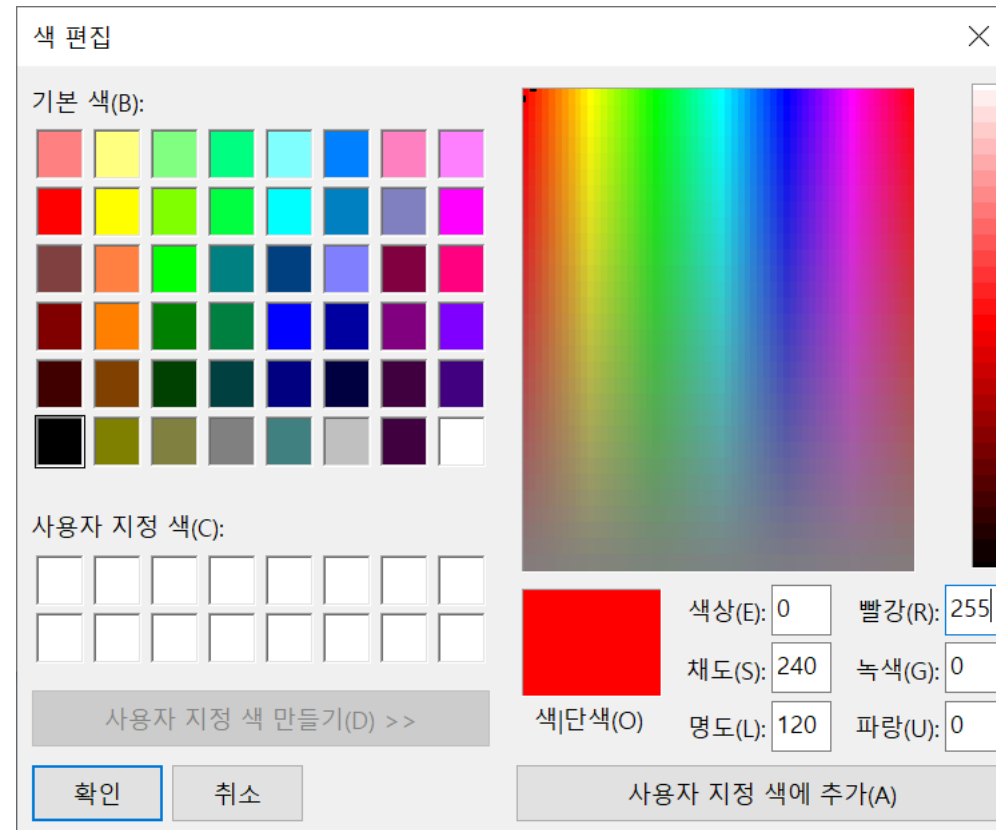 색 편집
기본 색(B):
사용자 지정 색(C):
사용자 지정 색 만들기(D) >>
확인
취소
색|단색(O)
색상(E): 0
채도(S): 240
명도(L): 120
빨강(R): 255
녹색(G): 0
파랑(U): 0
사용자 지정 색에 추가(A)